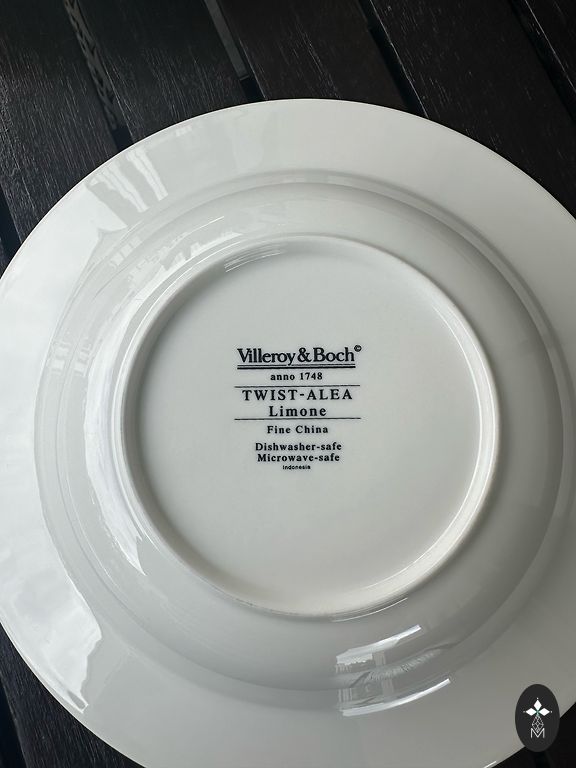 Villeroy & Boch©
anno 1748
TWIST-ALEA
Limone
Fine China
Dishwasher-safe
Microwave-safe
Indonesia
M